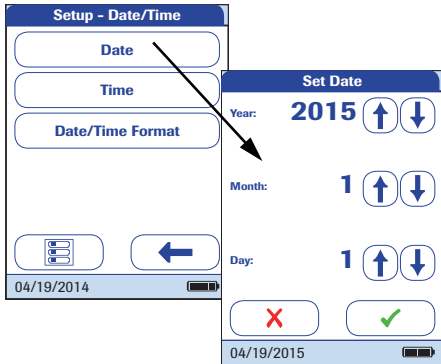 Setup - Date/Time
Date
Time
Date/Time Format
04/19/2014
Set Date
Year: 2015
Month: 1
Day: 1
04/19/2015